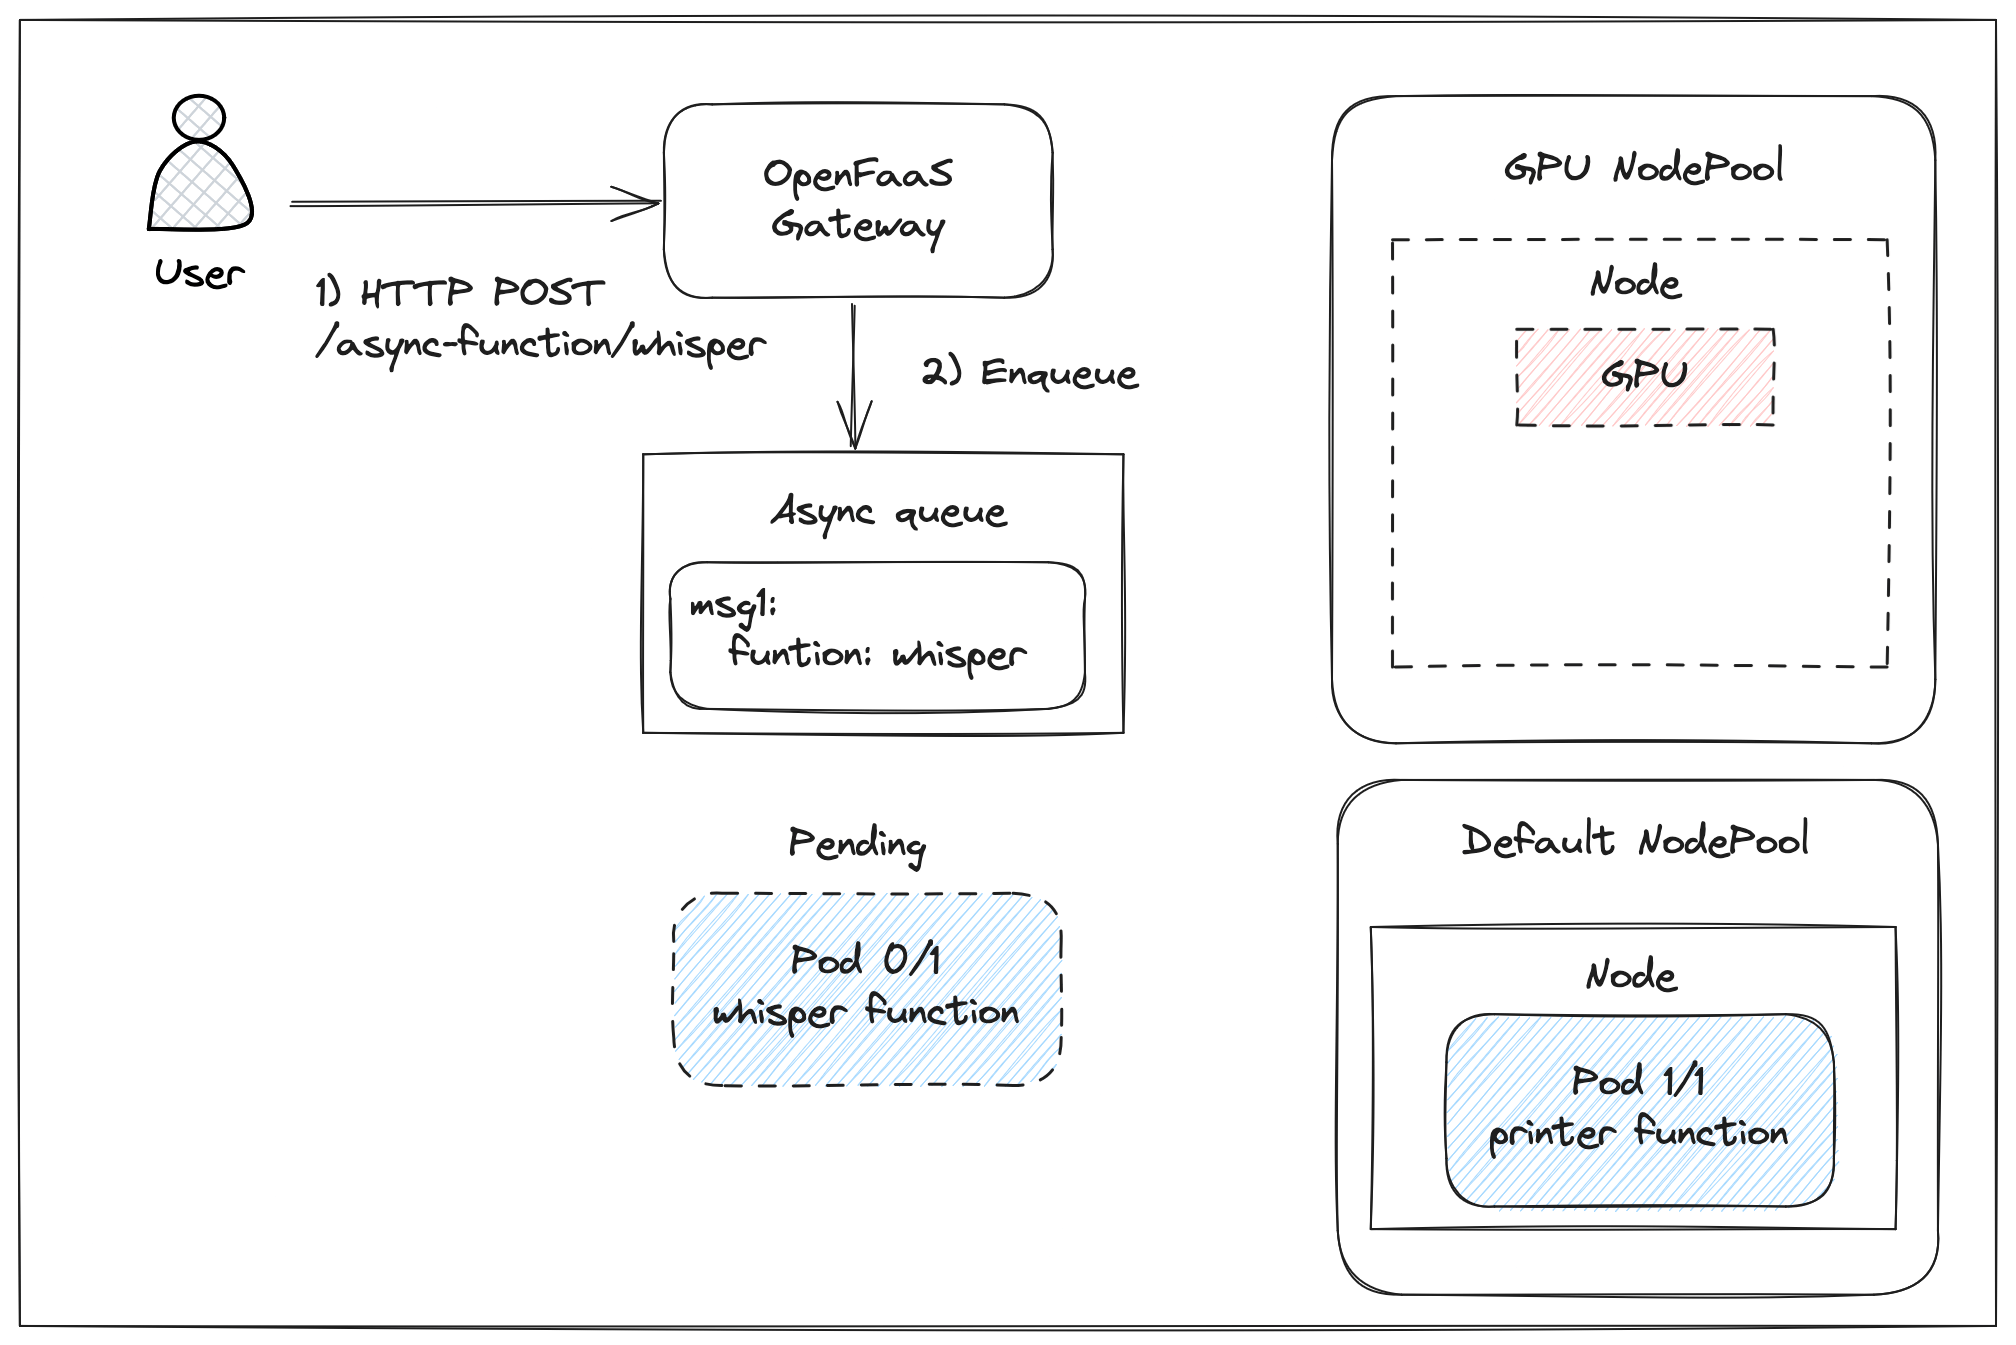 User
1) HTTP POST
/async-function/whisper
OpenFaaS
Gateway
2) Enqueue
Async queue
msg1:
funtion: whisper
Pending
Pod 0/1
whisper function
GPU NodePool
Node
GPU
Default NodePool
Node
Pod 1/1
printer function